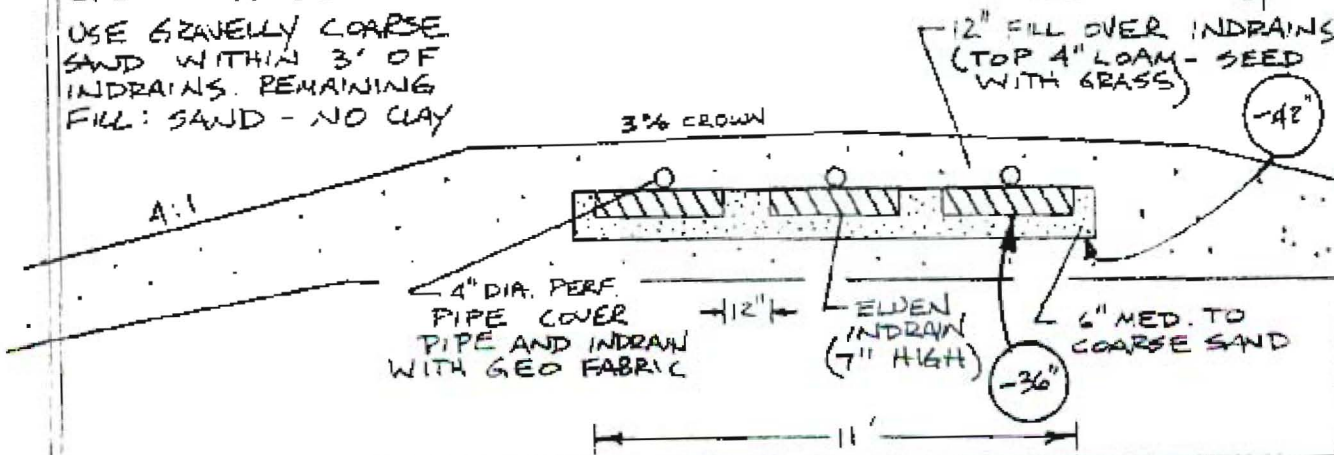 USE GRAVELLY COARSE
SAND WITHIN 3' OF
INDRAINS. REMAINING
FILL: SAND - NO CLAY
12" FILL OVER INDRAINS
(TOP 4" LOAM - SEED
WITH GRASS)
-42"
3% CROWN
4:1
4" DIA. PERF.
PIPE COVER
PIPE AND INDRAIN
WITH GEO FABRIC
12"
ELJEN
INDRAIN
(7" HIGH)
-36"
6" MED. TO
COARSE SAND
11'